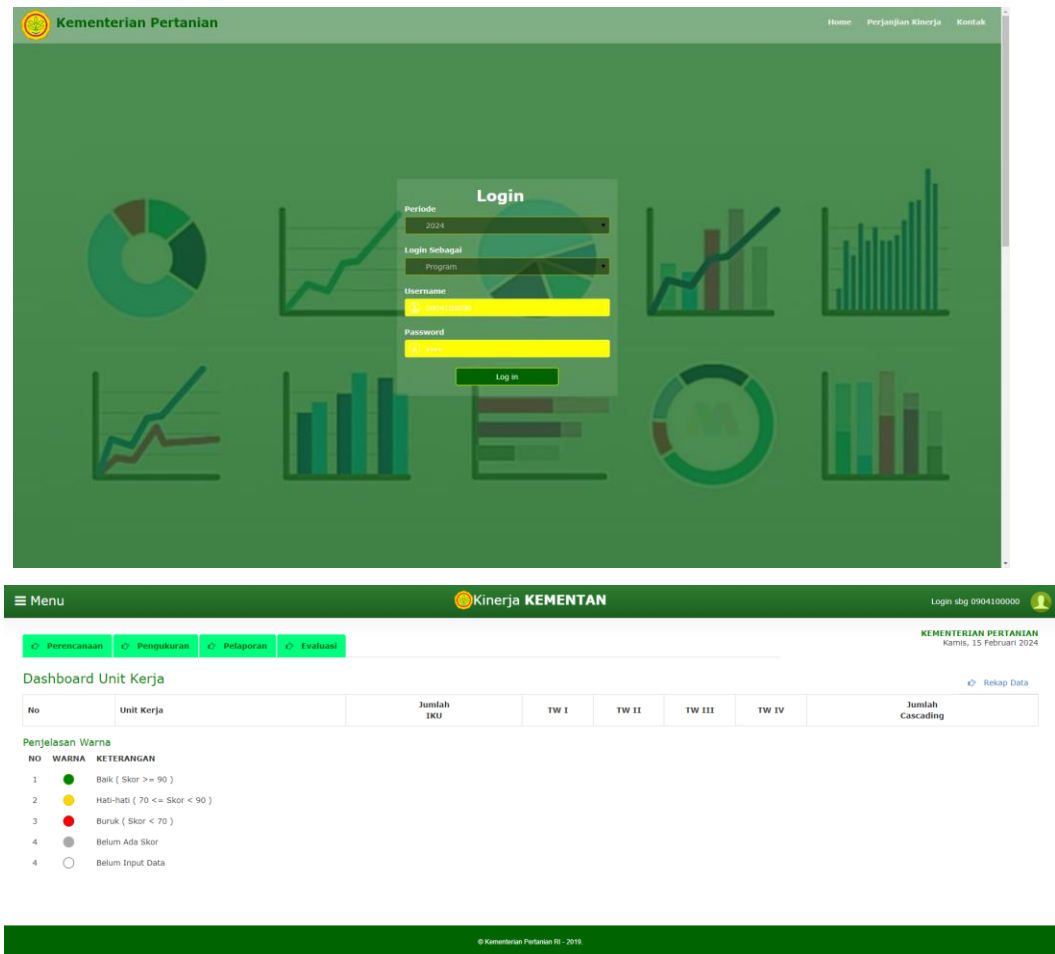 Kementerian Pertanian
Home Perjanjian Kinerja Kontak
Login
Periode
2024
Login Sebagai
Program
Username
Password
Log in
Menu
Kinerja KEMENTAN
Login sbg 0904100000
KEMENTERIAN PERTANIAN
Kamis, 15 Februari 2024
Perencanaan Pengukuran Pelaporan Evaluasi
Dashboard Unit Kerja
Rekap Data
No Unit Kerja Jumlah IKU TW I TW II TW III TW IV Jumlah Cascading
Penjelasan Warna
NO WARNA KETERANGAN
1 Baik ( Skor >= 90 )
2 Hati-hati ( 70 <= Skor < 90 )
3 Buruk ( Skor < 70 )
4 Belum Ada Skor
4 Belum Input Data
© Kementerian Pertanian RI - 2019